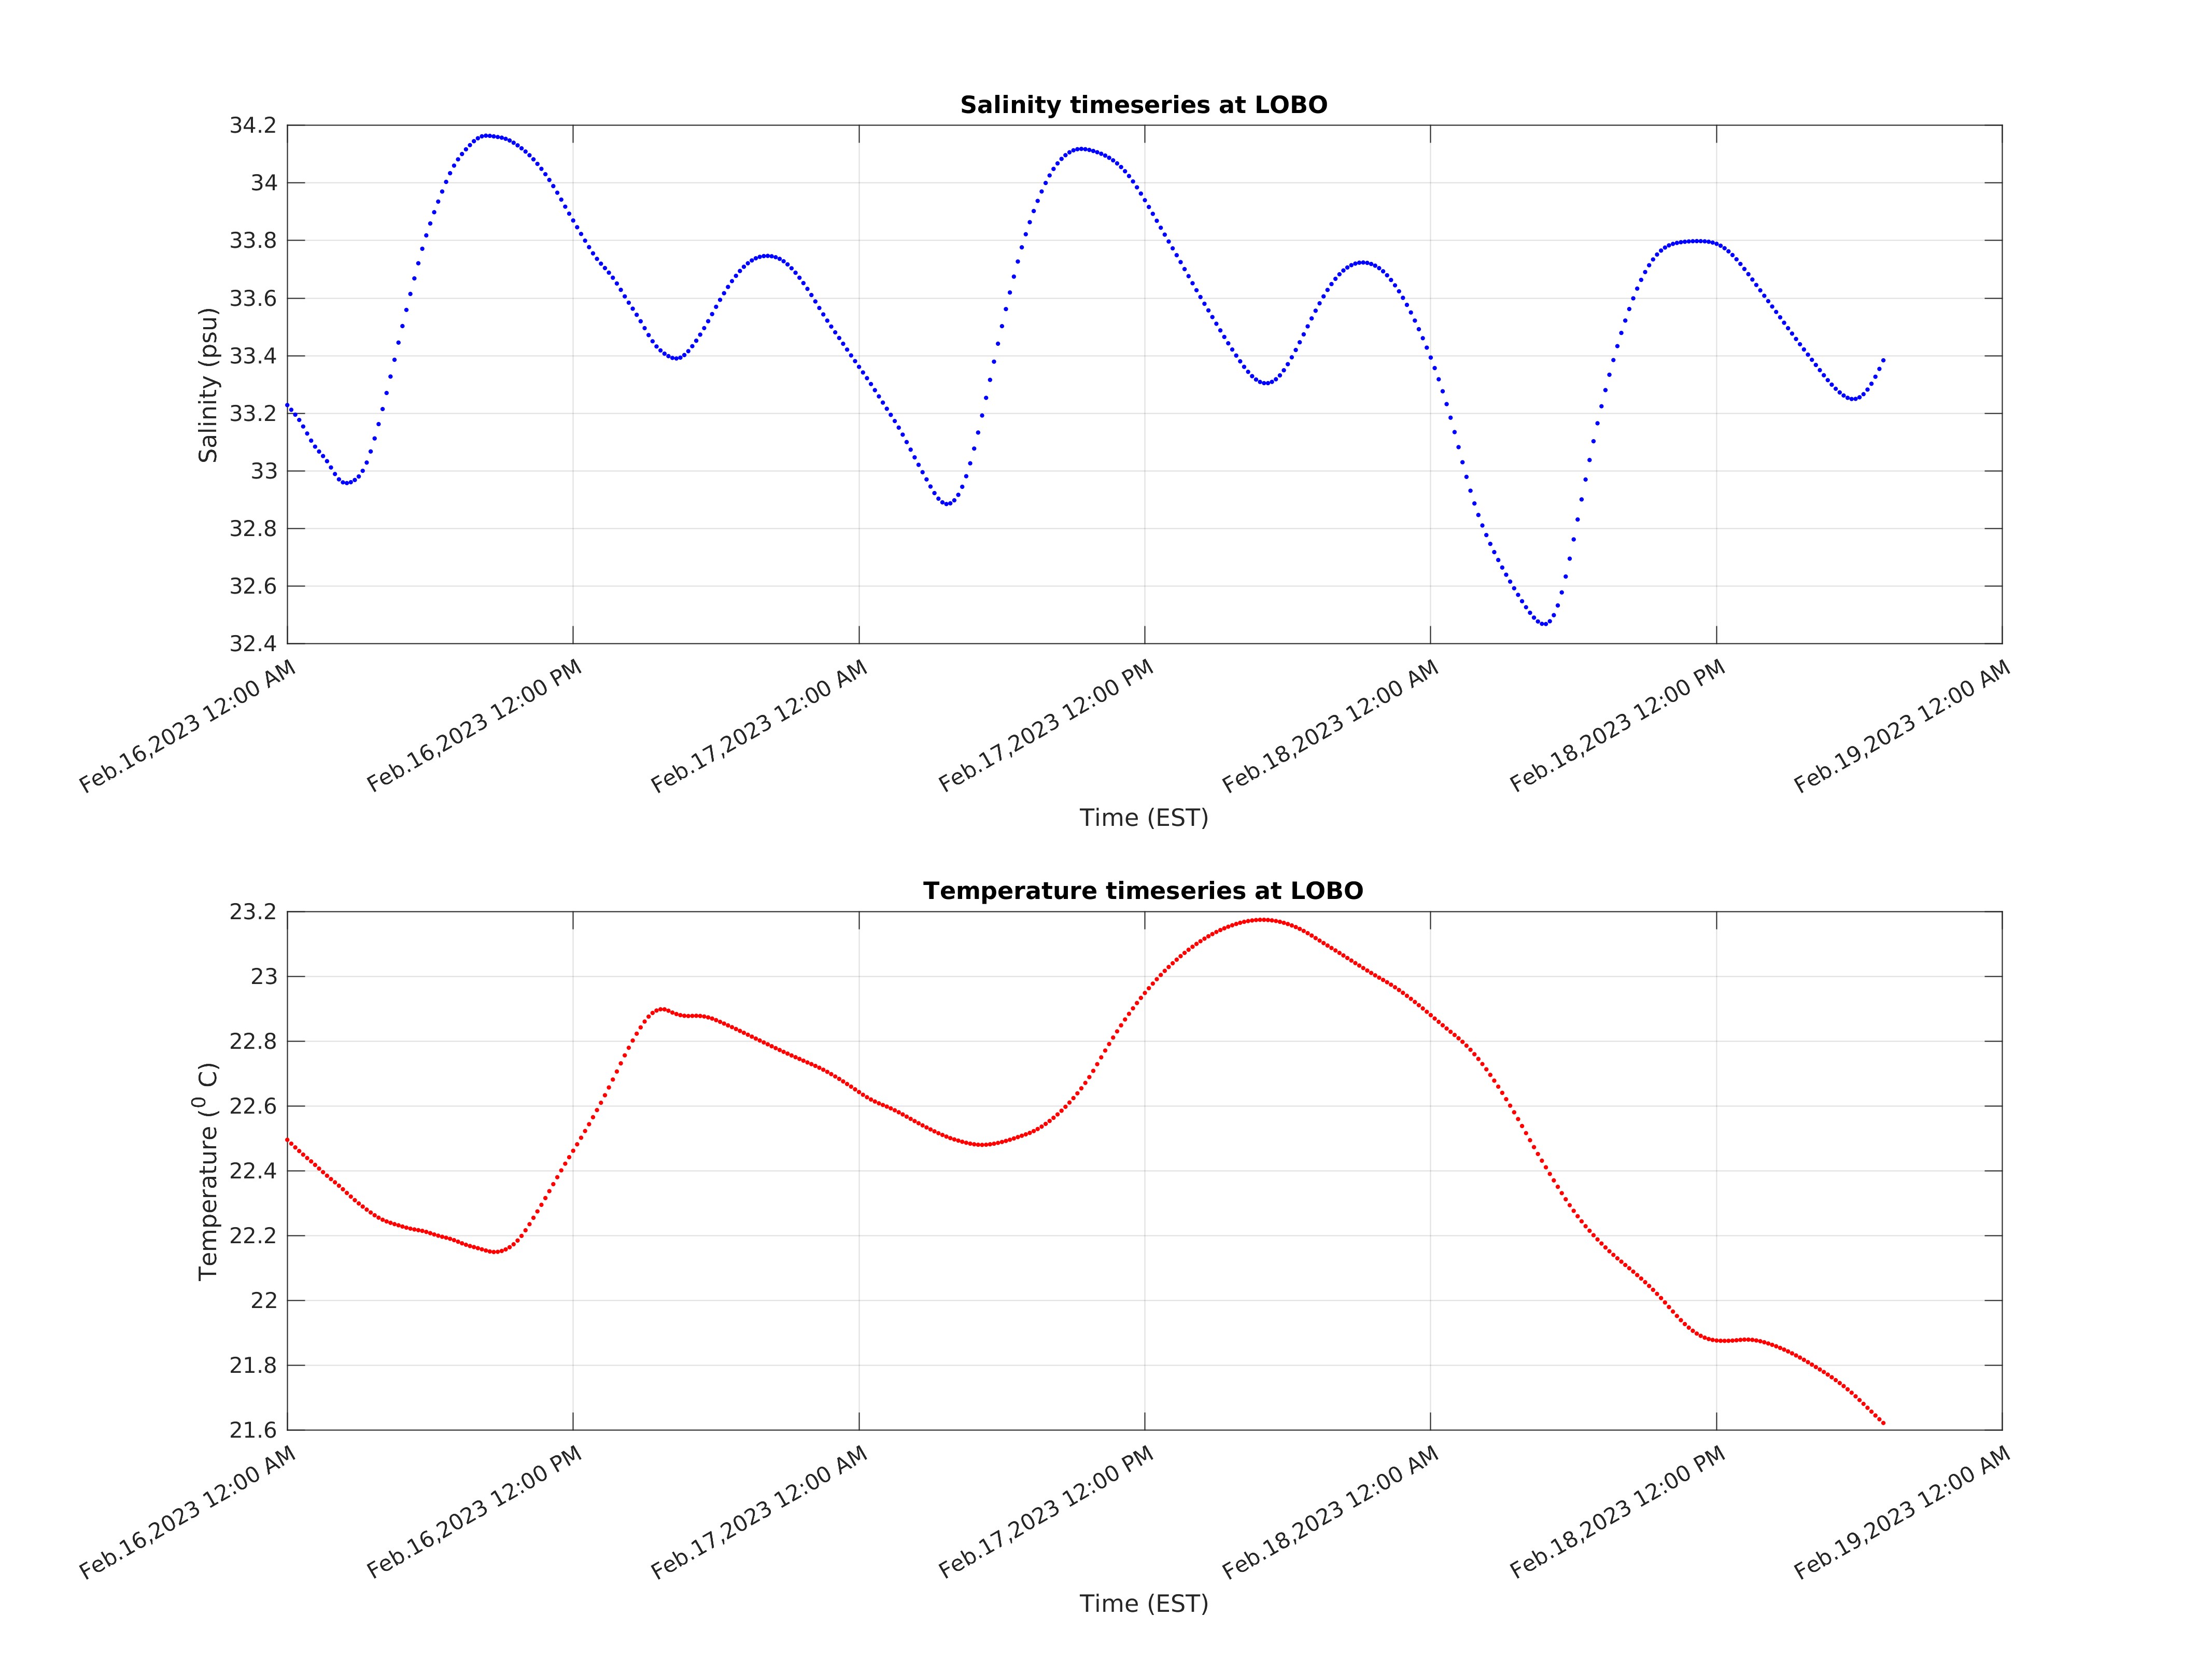 Salinity timeseries at LOBO
Salinity (psu)
34.2
34
33.8
33.6
33.4
33.2
33
32.8
32.6
32.4
Feb.16,2023 12:00 AM
Feb.16,2023 12:00 PM
Feb.17,2023 12:00 AM
Feb.17,2023 12:00 PM
Feb.18,2023 12:00 AM
Feb.18,2023 12:00 PM
Feb.19,2023 12:00 AM
Time (EST)
Temperature timeseries at LOBO
Temperature (⁰ C)
23.2
23
22.8
22.6
22.4
22.2
22
21.8
21.6
Feb.16,2023 12:00 AM
Feb.16,2023 12:00 PM
Feb.17,2023 12:00 AM
Feb.17,2023 12:00 PM
Feb.18,2023 12:00 AM
Feb.18,2023 12:00 PM
Feb.19,2023 12:00 AM
Time (EST)